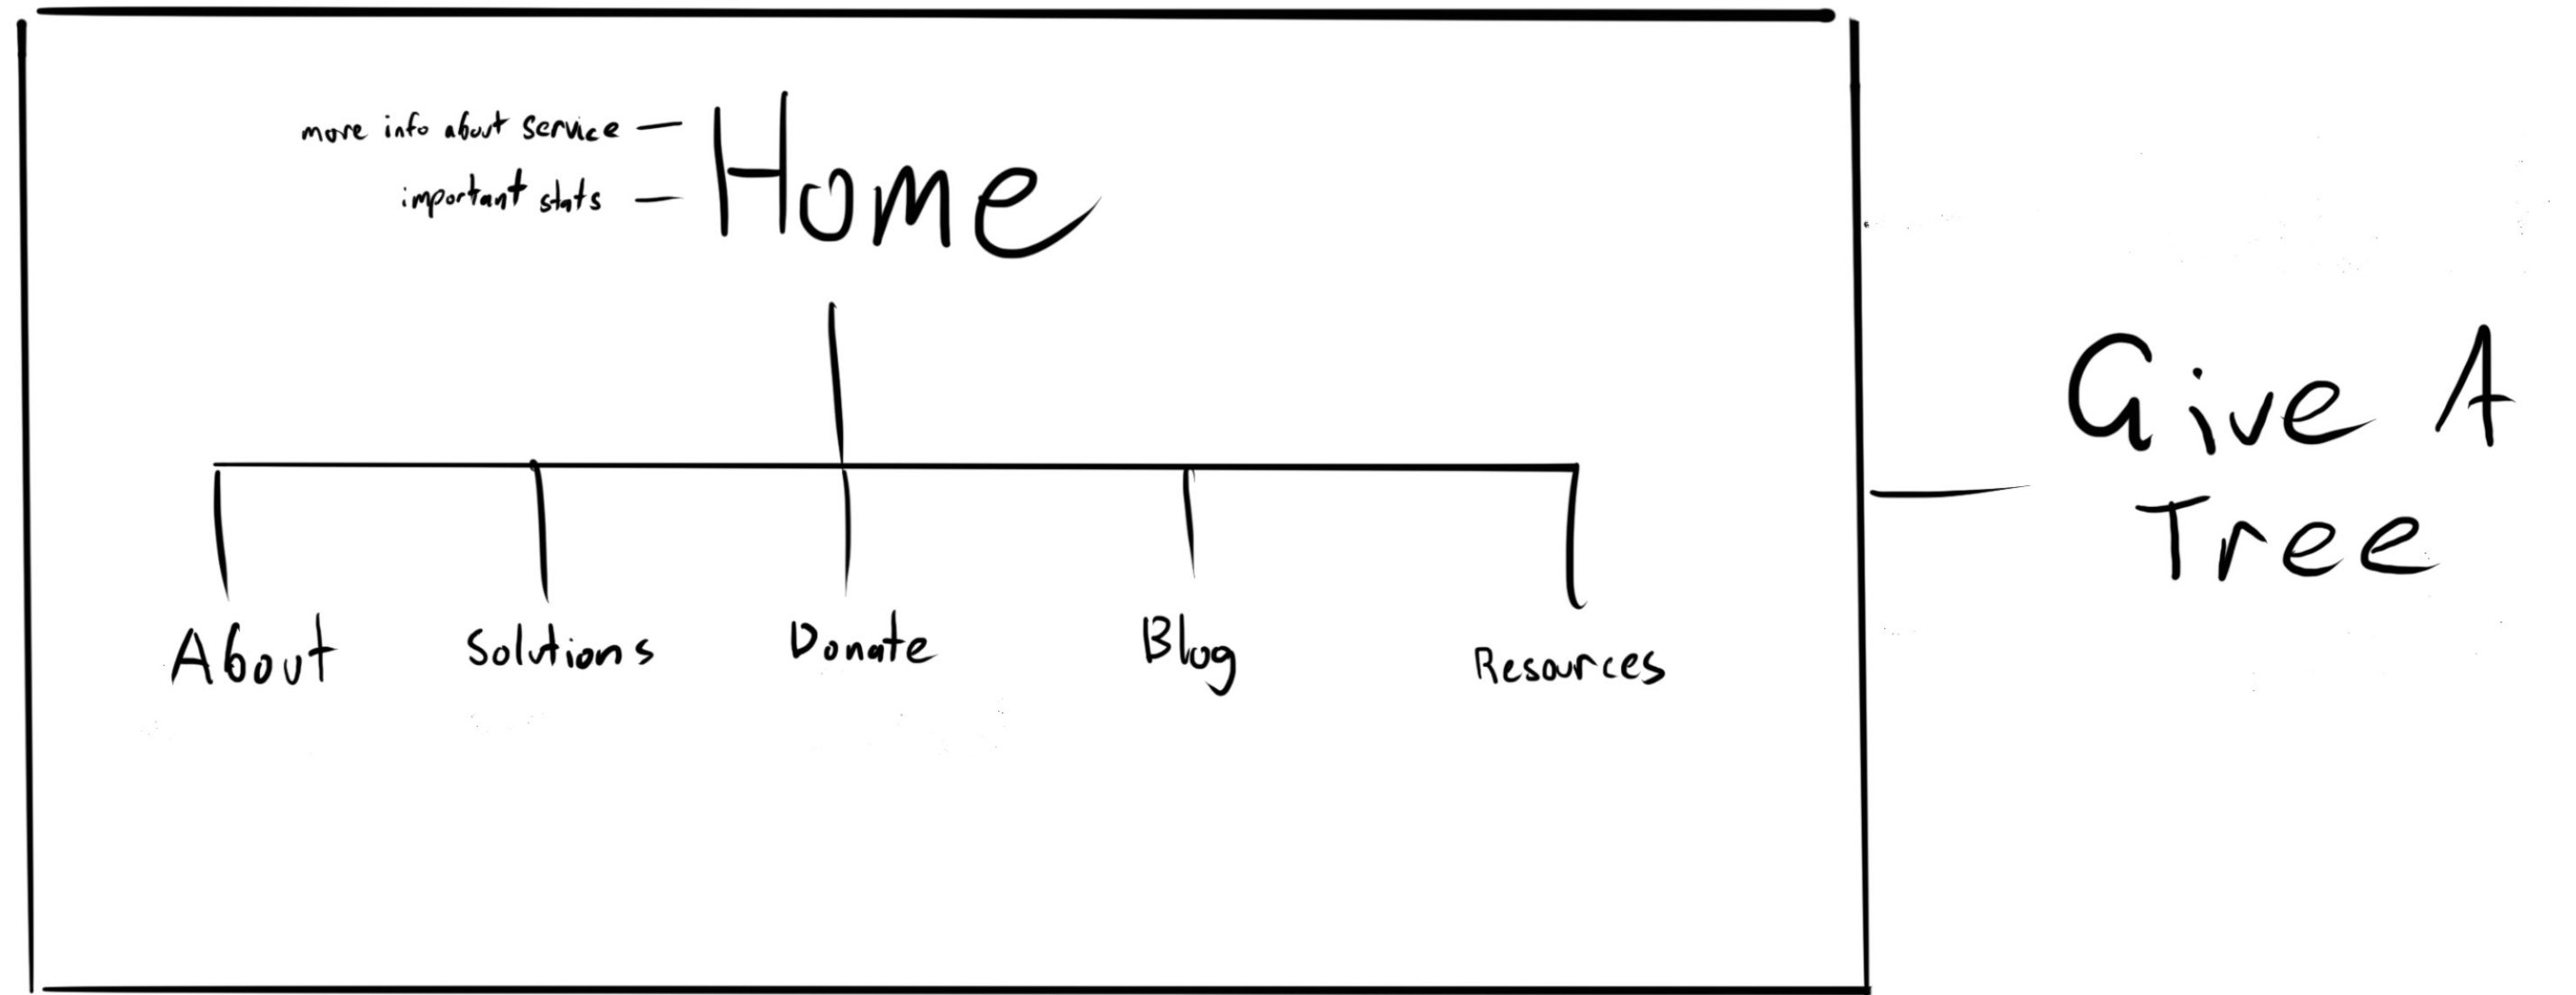 more info about service
important stats
Home
About
Solutions
Donate
Blog
Resources
Give A
Tree